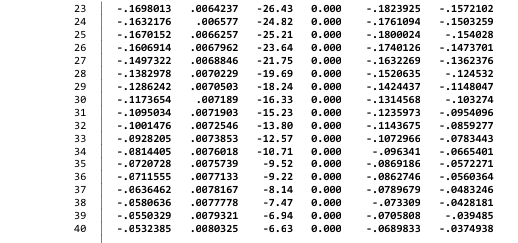 23 -.1698013 .0064237 -26.43 0.000 -.1823925 -.1572102
24 -.1632176 .006577 -24.82 0.000 -.1761094 -.1503259
25 -.1670152 .0066257 -25.21 0.000 -.1800024 -.154028
26 -.1606914 .0067962 -23.64 0.000 -.1740126 -.1473701
27 -.1497322 .0068846 -21.75 0.000 -.1632269 -.1362376
28 -.1382978 .0070229 -19.69 0.000 -.1520635 -.124532
29 -.1286242 .0070503 -18.24 0.000 -.1424437 -.1148047
30 -.1173654 .007189 -16.33 0.000 -.1314568 -.103274
31 -.1095034 .0071903 -15.23 0.000 -.1235973 -.0954096
32 -.1001476 .0072546 -13.80 0.000 -.1143675 -.0859277
33 -.0928205 .0073853 -12.57 0.000 -.1072966 -.0783443
34 -.0814405 .0076018 -10.71 0.000 -.096341 -.0665401
35 -.0720728 .0075739 -9.52 0.000 -.0869186 -.0572271
36 -.0711555 .0077133 -9.22 0.000 -.0862746 -.0560364
37 -.0636462 .0078167 -8.14 0.000 -.0789679 -.0483246
38 -.0580636 .0077778 -7.47 0.000 -.073309 -.0428181
39 -.0550329 .0079321 -6.94 0.000 -.0705808 -.039485
40 -.0532385 .0080325 -6.63 0.000 -.0689833 -.0374938